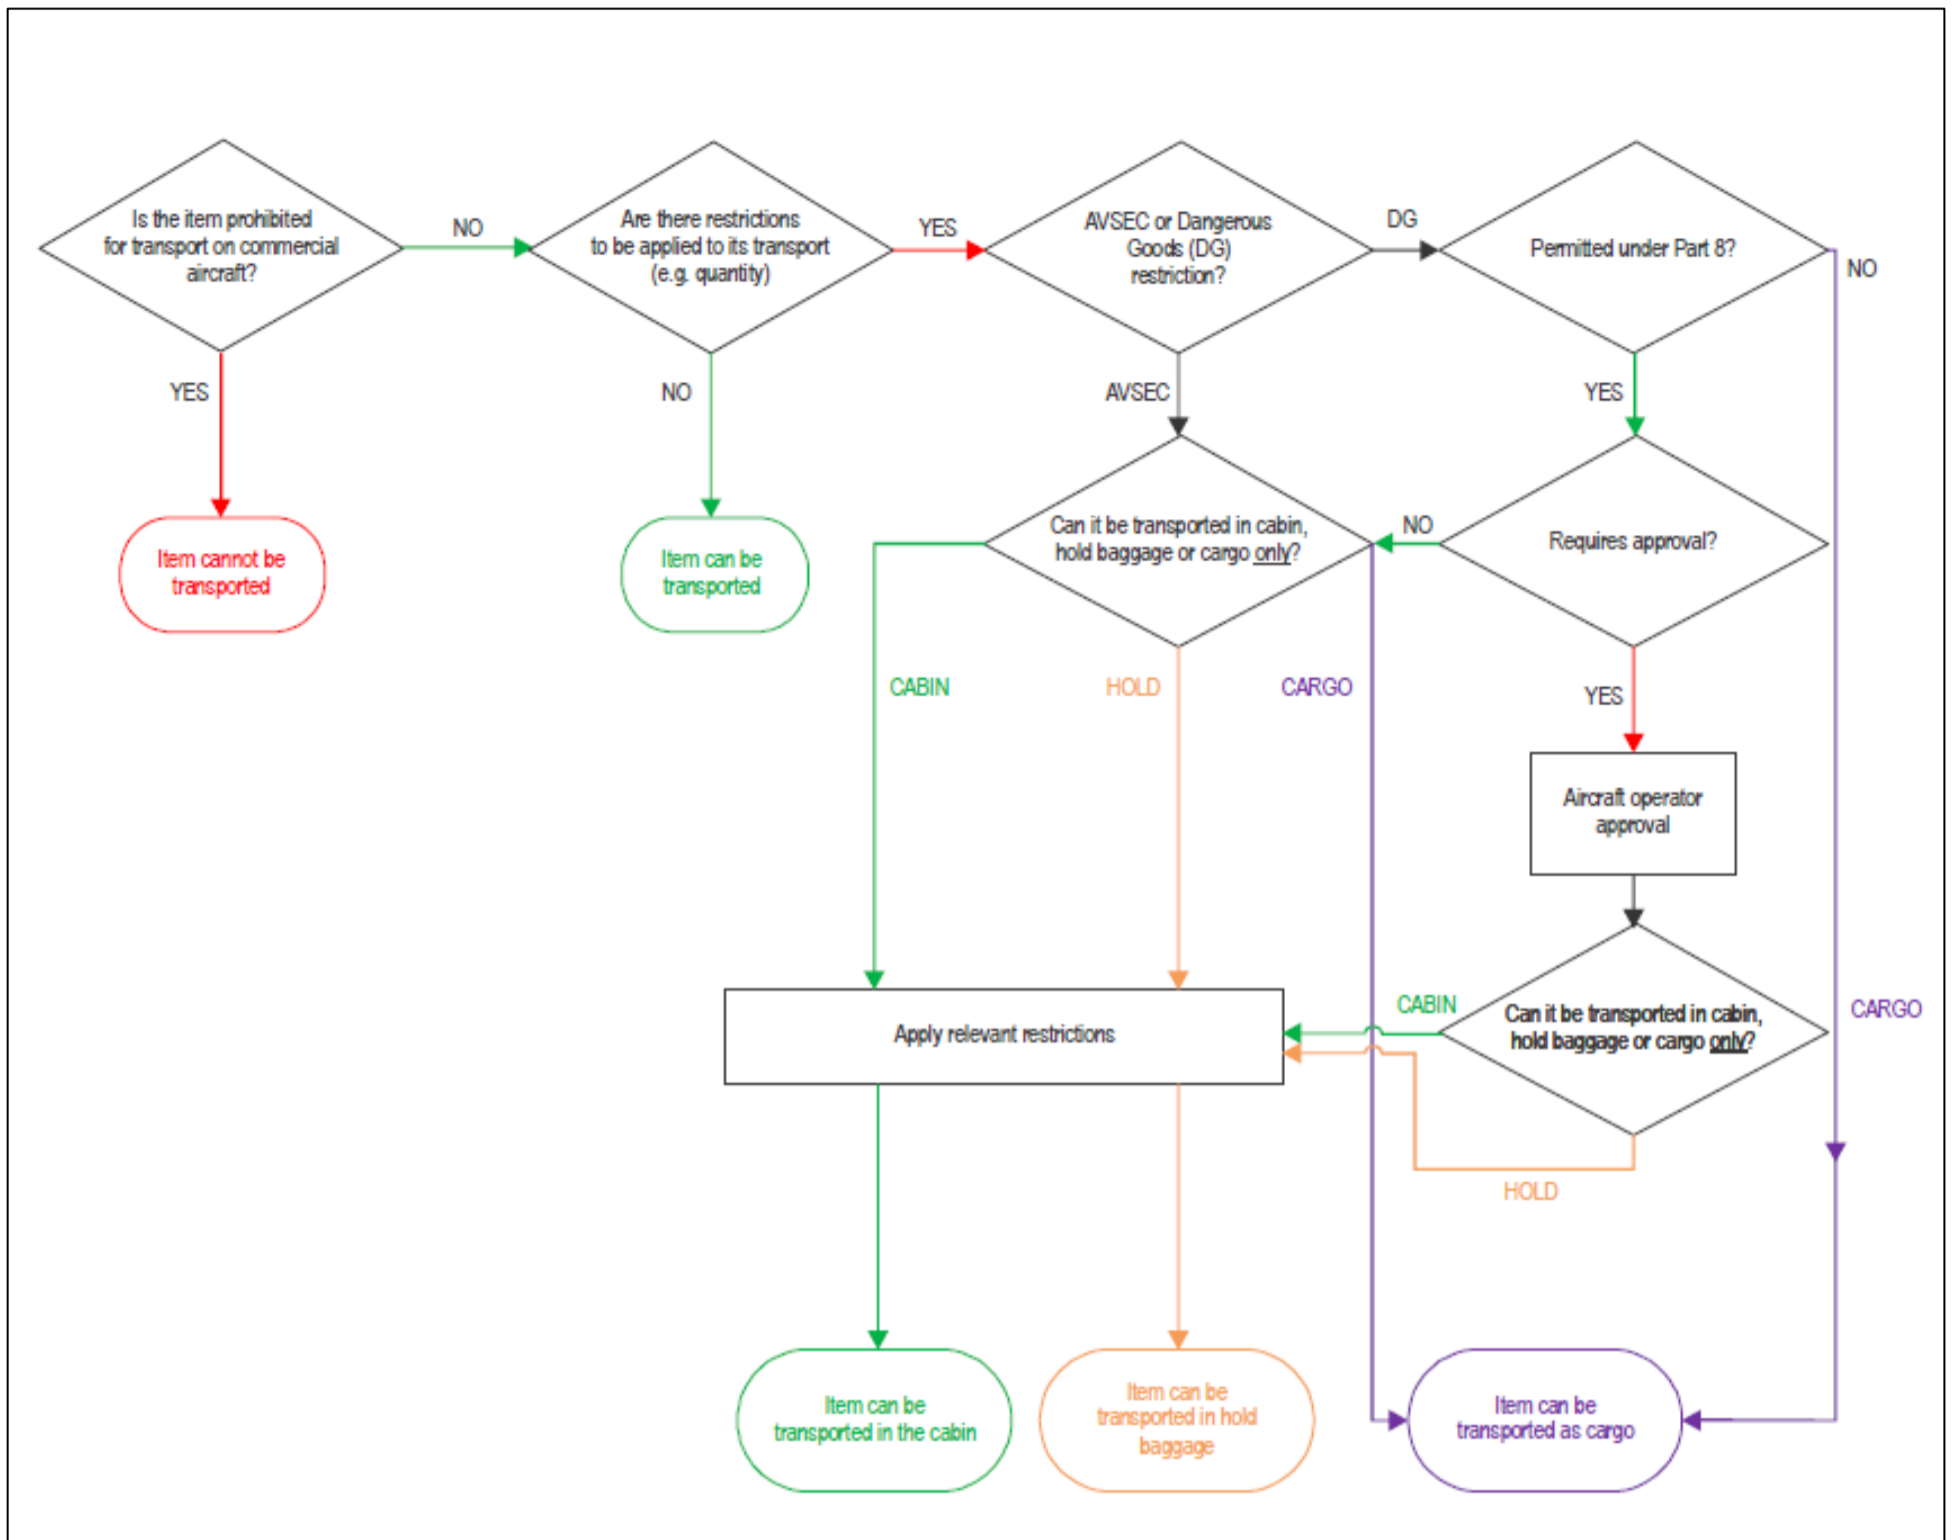 Is the item prohibited
for transport on commercial
aircraft?
NO
Are there restrictions
to be applied to its transport
(e.g. quantity)
YES
AVSEC or Dangerous
Goods (DG)
restriction?
DG
Permitted under Part 8?
NO
YES
NO
AVSEC
YES
Item cannot be
transported
Item can be
transported
Can it be transported in cabin,
hold baggage or cargo only?
NO
Requires approval?
CABIN
HOLD
CARGO
YES
Aircraft operator
approval
Apply relevant restrictions
CABIN
Can it be transported in cabin,
hold baggage or cargo only?
CARGO
HOLD
Item can be
transported in the cabin
Item can be
transported in hold
baggage
Item can be
transported as cargo